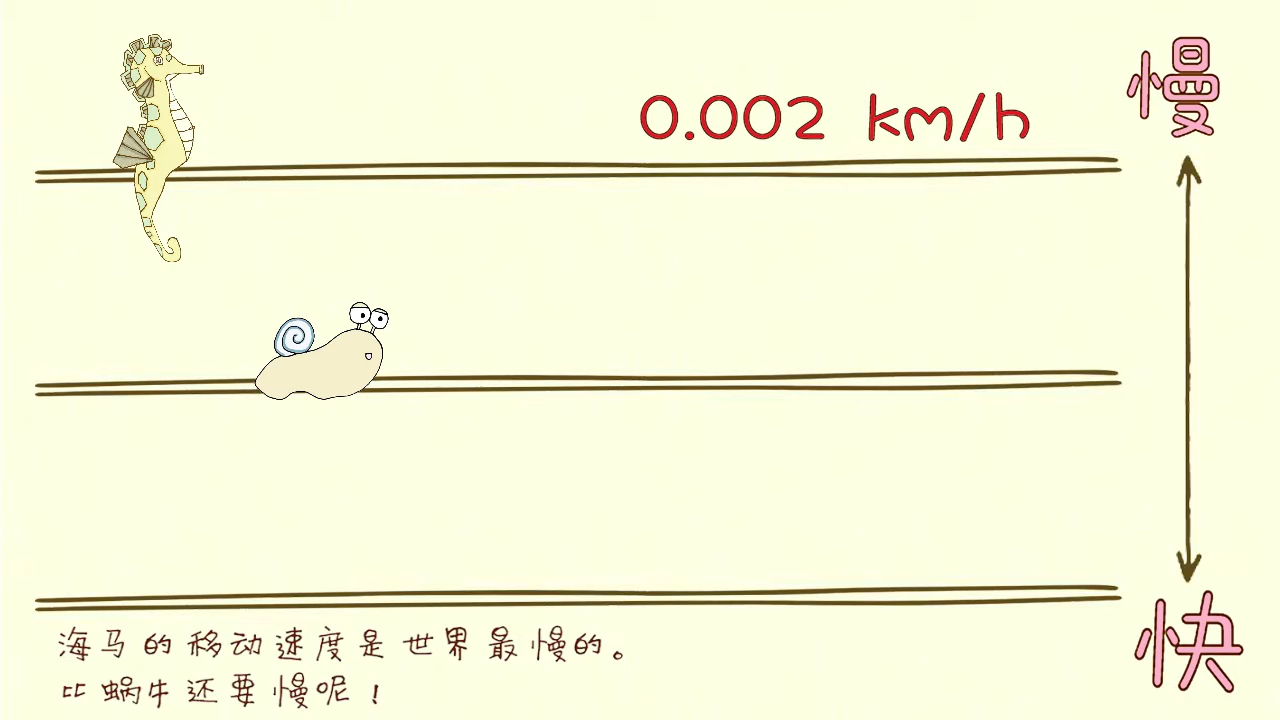 慢
0.002 km/h
快
海马的移动速度是世界最慢的。
比蜗牛还要慢呢！